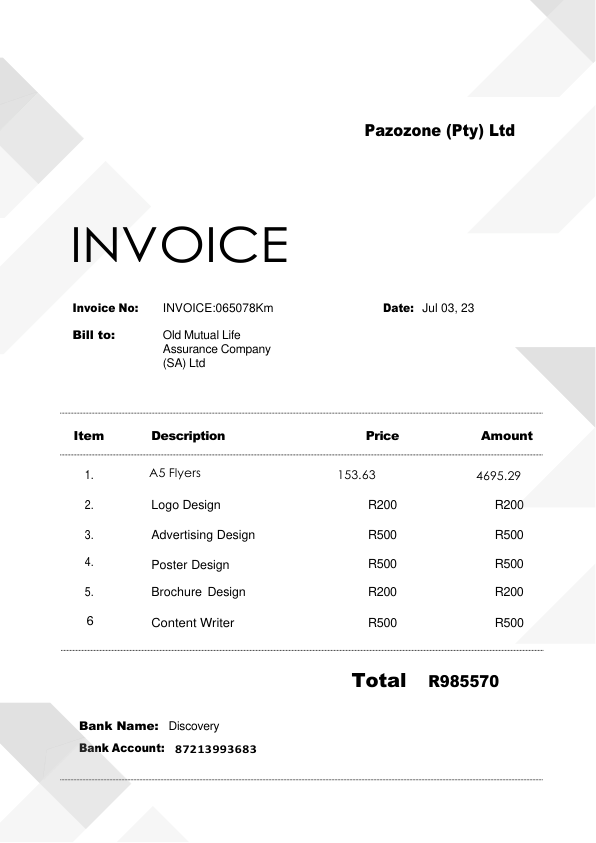 Pazozone (Pty) Ltd
INVOICE
Invoice No: INVOICE:065078Km Date: Jul 03, 23
Bill to: Old Mutual Life
Assurance Company
(SA) Ltd
Item Description Price Amount
1. A5 Flyers 153.63 4695.29
2. Logo Design R200 R200
3. Advertising Design R500 R500
4. Poster Design R500 R500
5. Brochure Design R200 R200
6 Content Writer R500 R500
Total R985570
Bank Name: Discovery
Bank Account: 87213993683